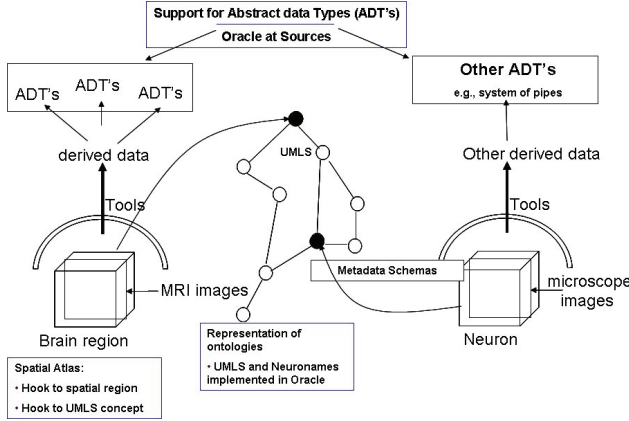 Support for Abstract data Types (ADT's)
Oracle at Sources
ADT's
ADT's
ADT's
Other ADT's
e.g., system of pipes
derived data
UMLS
Other derived data
Tools
Tools
Metadata Schemas
MRI images
microscope
images
Brain region
Neuron
Representation of
ontologies
• UMLS and Neuronames
implemented in Oracle
Spatial Atlas:
• Hook to spatial region
• Hook to UMLS concept